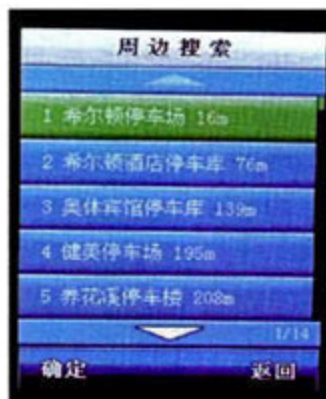 周边搜索
1 希尔顿停车场 16m
2 希尔顿酒店停车库 76m
3 奥体宾馆停车库 139m
4 健英停车场 195m
5 养花溪停车楼 208m
1/14
确定 返回